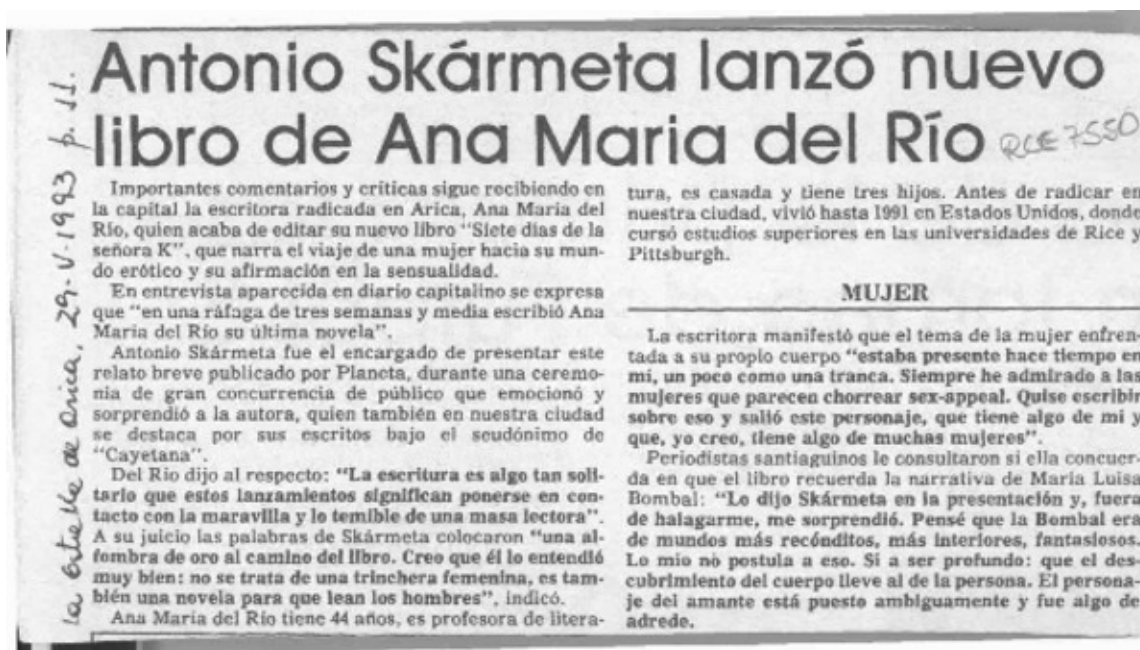 Antonio Skármeta lanzó nuevo
libro de Ana Maria del Río
RCE 7550
la Estrella de Arica, 29-V-1993 p. 11.
Importantes comentarios y críticas sigue recibiendo en
la capital la escritora radicada en Arica, Ana María del
Río, quien acaba de editar su nuevo libro "Siete días de la
señora K", que narra el viaje de una mujer hacia su mun-
do erótico y su afirmación en la sensualidad.
En entrevista aparecida en diario capitalino se expresa
que "en una ráfaga de tres semanas y media escribió Ana
María del Río su última novela".
Antonio Skármeta fue el encargado de presentar este
relato breve publicado por Planeta, durante una ceremo-
nia de gran concurrencia de público que emocionó y
sorprendió a la autora, quien también en nuestra ciudad
se destaca por sus escritos bajo el seudónimo de
"Cayetana".
Del Río dijo al respecto: "La escritura es algo tan soli-
tario que estos lanzamientos significan ponerse en con-
tacto con la maravilla y lo temible de una masa lectora".
A su juicio las palabras de Skármeta colocaron "una al-
fombra de oro al camino del libro. Creo que él lo entendió
muy bien: no se trata de una trinchera femenina, es tam-
bién una novela para que lean los hombres", indicó.
Ana María del Río tiene 44 años, es profesora de litera-
tura, es casada y tiene tres hijos. Antes de radicar en
nuestra ciudad, vivió hasta 1991 en Estados Unidos, donde
cursó estudios superiores en las universidades de Rice y
Pittsburgh.
MUJER
La escritora manifestó que el tema de la mujer enfren-
tada a su propio cuerpo "estaba presente hace tiempo en
mí, un poco como una tranca. Siempre he admirado a las
mujeres que parecen chorrear sex-appeal. Quise escribir
sobre eso y salió este personaje, que tiene algo de mí y
que, yo creo, tiene algo de muchas mujeres".
Periodistas santiaguinos le consultaron si ella concuer-
da en que el libro recuerda la narrativa de María Luisa
Bombal: "Lo dijo Skármeta en la presentación y, fuera
de halagarme, me sorprendió. Pensé que la Bombal era
de mundos más recónditos, más interiores, fantasiosos.
Lo mío no postula a eso. Sí a ser profundo: que el des-
cubrimiento del cuerpo lleve al de la persona. El persona-
je del amante está puesto ambiguamente y fue algo de
adrede.